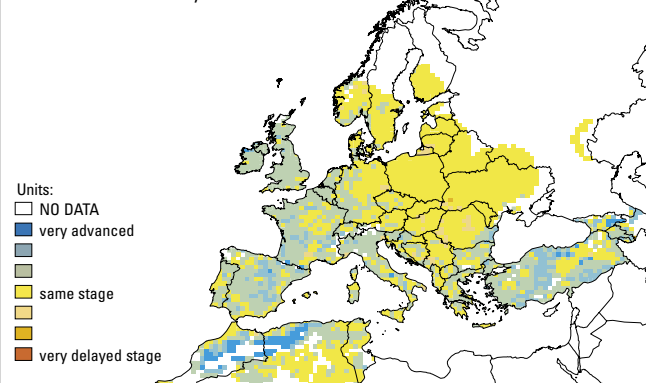 Units:
NO DATA
very advanced
same stage
very delayed stage